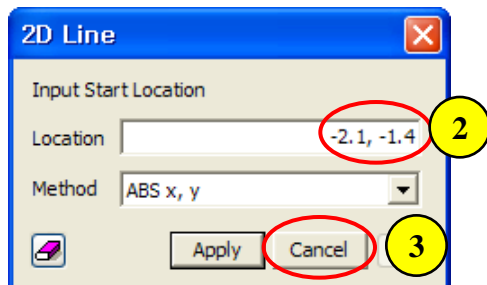 2D Line
Input Start Location
Location -2.1, -1.4 2
Method ABS x, y
Apply Cancel 3